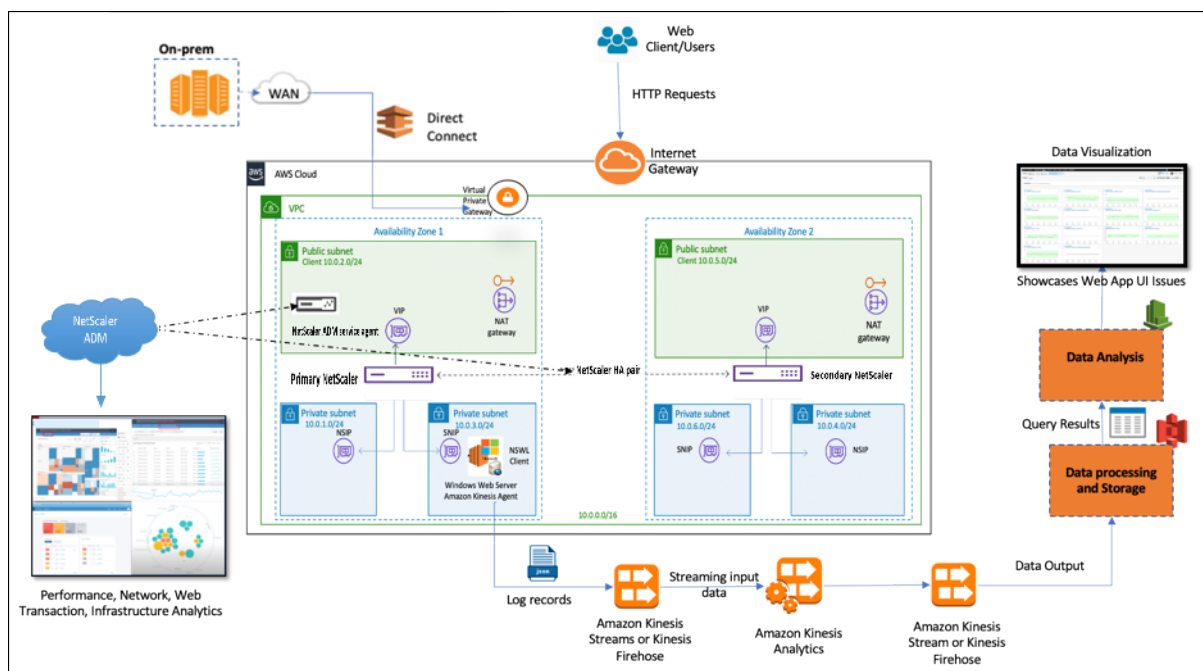 On-prem
WAN
Direct
Connect
Web
Client/Users
HTTP Requests
Internet
Gateway
aws
AWS Cloud
Virtual
Private
Gateway
VPC
Availability Zone 1
Public subnet
Client 10.0.2.0/24
NetScaler ADM service agent
VIP
NAT
gateway
Primary NetScaler
NetScaler HA pair
Private subnet
10.0.1.0/24
NSIP
Private subnet
10.0.3.0/24
SNIP
NSWL
Client
Windows Web Server
Amazon Kinesis Agent
Availability Zone 2
Public subnet
Client 10.0.5.0/24
VIP
NAT
gateway
Secondary NetScaler
Private subnet
10.0.6.0/24
SNIP
Private subnet
10.0.4.0/24
NSIP
10.0.0.0/16
NetScaler
ADM
Performance, Network, Web
Transaction, Infrastructure Analytics
json
Log records
Amazon Kinesis
Streams or Kinesis
Firehose
Streaming input
data
Amazon Kinesis
Analytics
Amazon Kinesis
Stream or Kinesis
Firehose
Data Output
Data processing
and Storage
Query Results
Data Analysis
Showcases Web App UI Issues
Data Visualization